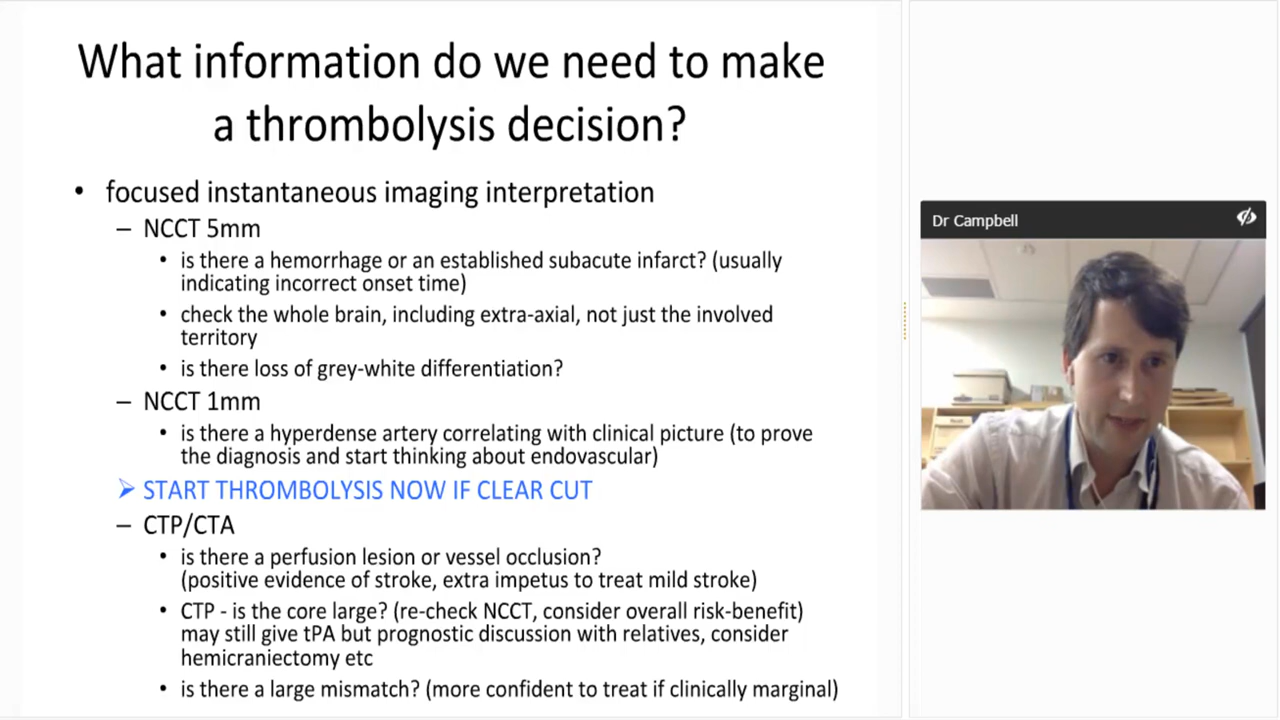 What information do we need to make
a thrombolysis decision?
• focused instantaneous imaging interpretation
– NCCT 5mm
• is there a hemorrhage or an established subacute infarct? (usually
indicating incorrect onset time)
• check the whole brain, including extra-axial, not just the involved
territory
• is there loss of grey-white differentiation?
– NCCT 1mm
• is there a hyperdense artery correlating with clinical picture (to prove
the diagnosis and start thinking about endovascular)
➢ START THROMBOLYSIS NOW IF CLEAR CUT
– CTP/CTA
• is there a perfusion lesion or vessel occlusion?
(positive evidence of stroke, extra impetus to treat mild stroke)
• CTP - is the core large? (re-check NCCT, consider overall risk-benefit)
may still give tPA but prognostic discussion with relatives, consider
hemicraniectomy etc
• is there a large mismatch? (more confident to treat if clinically marginal)
Dr Campbell